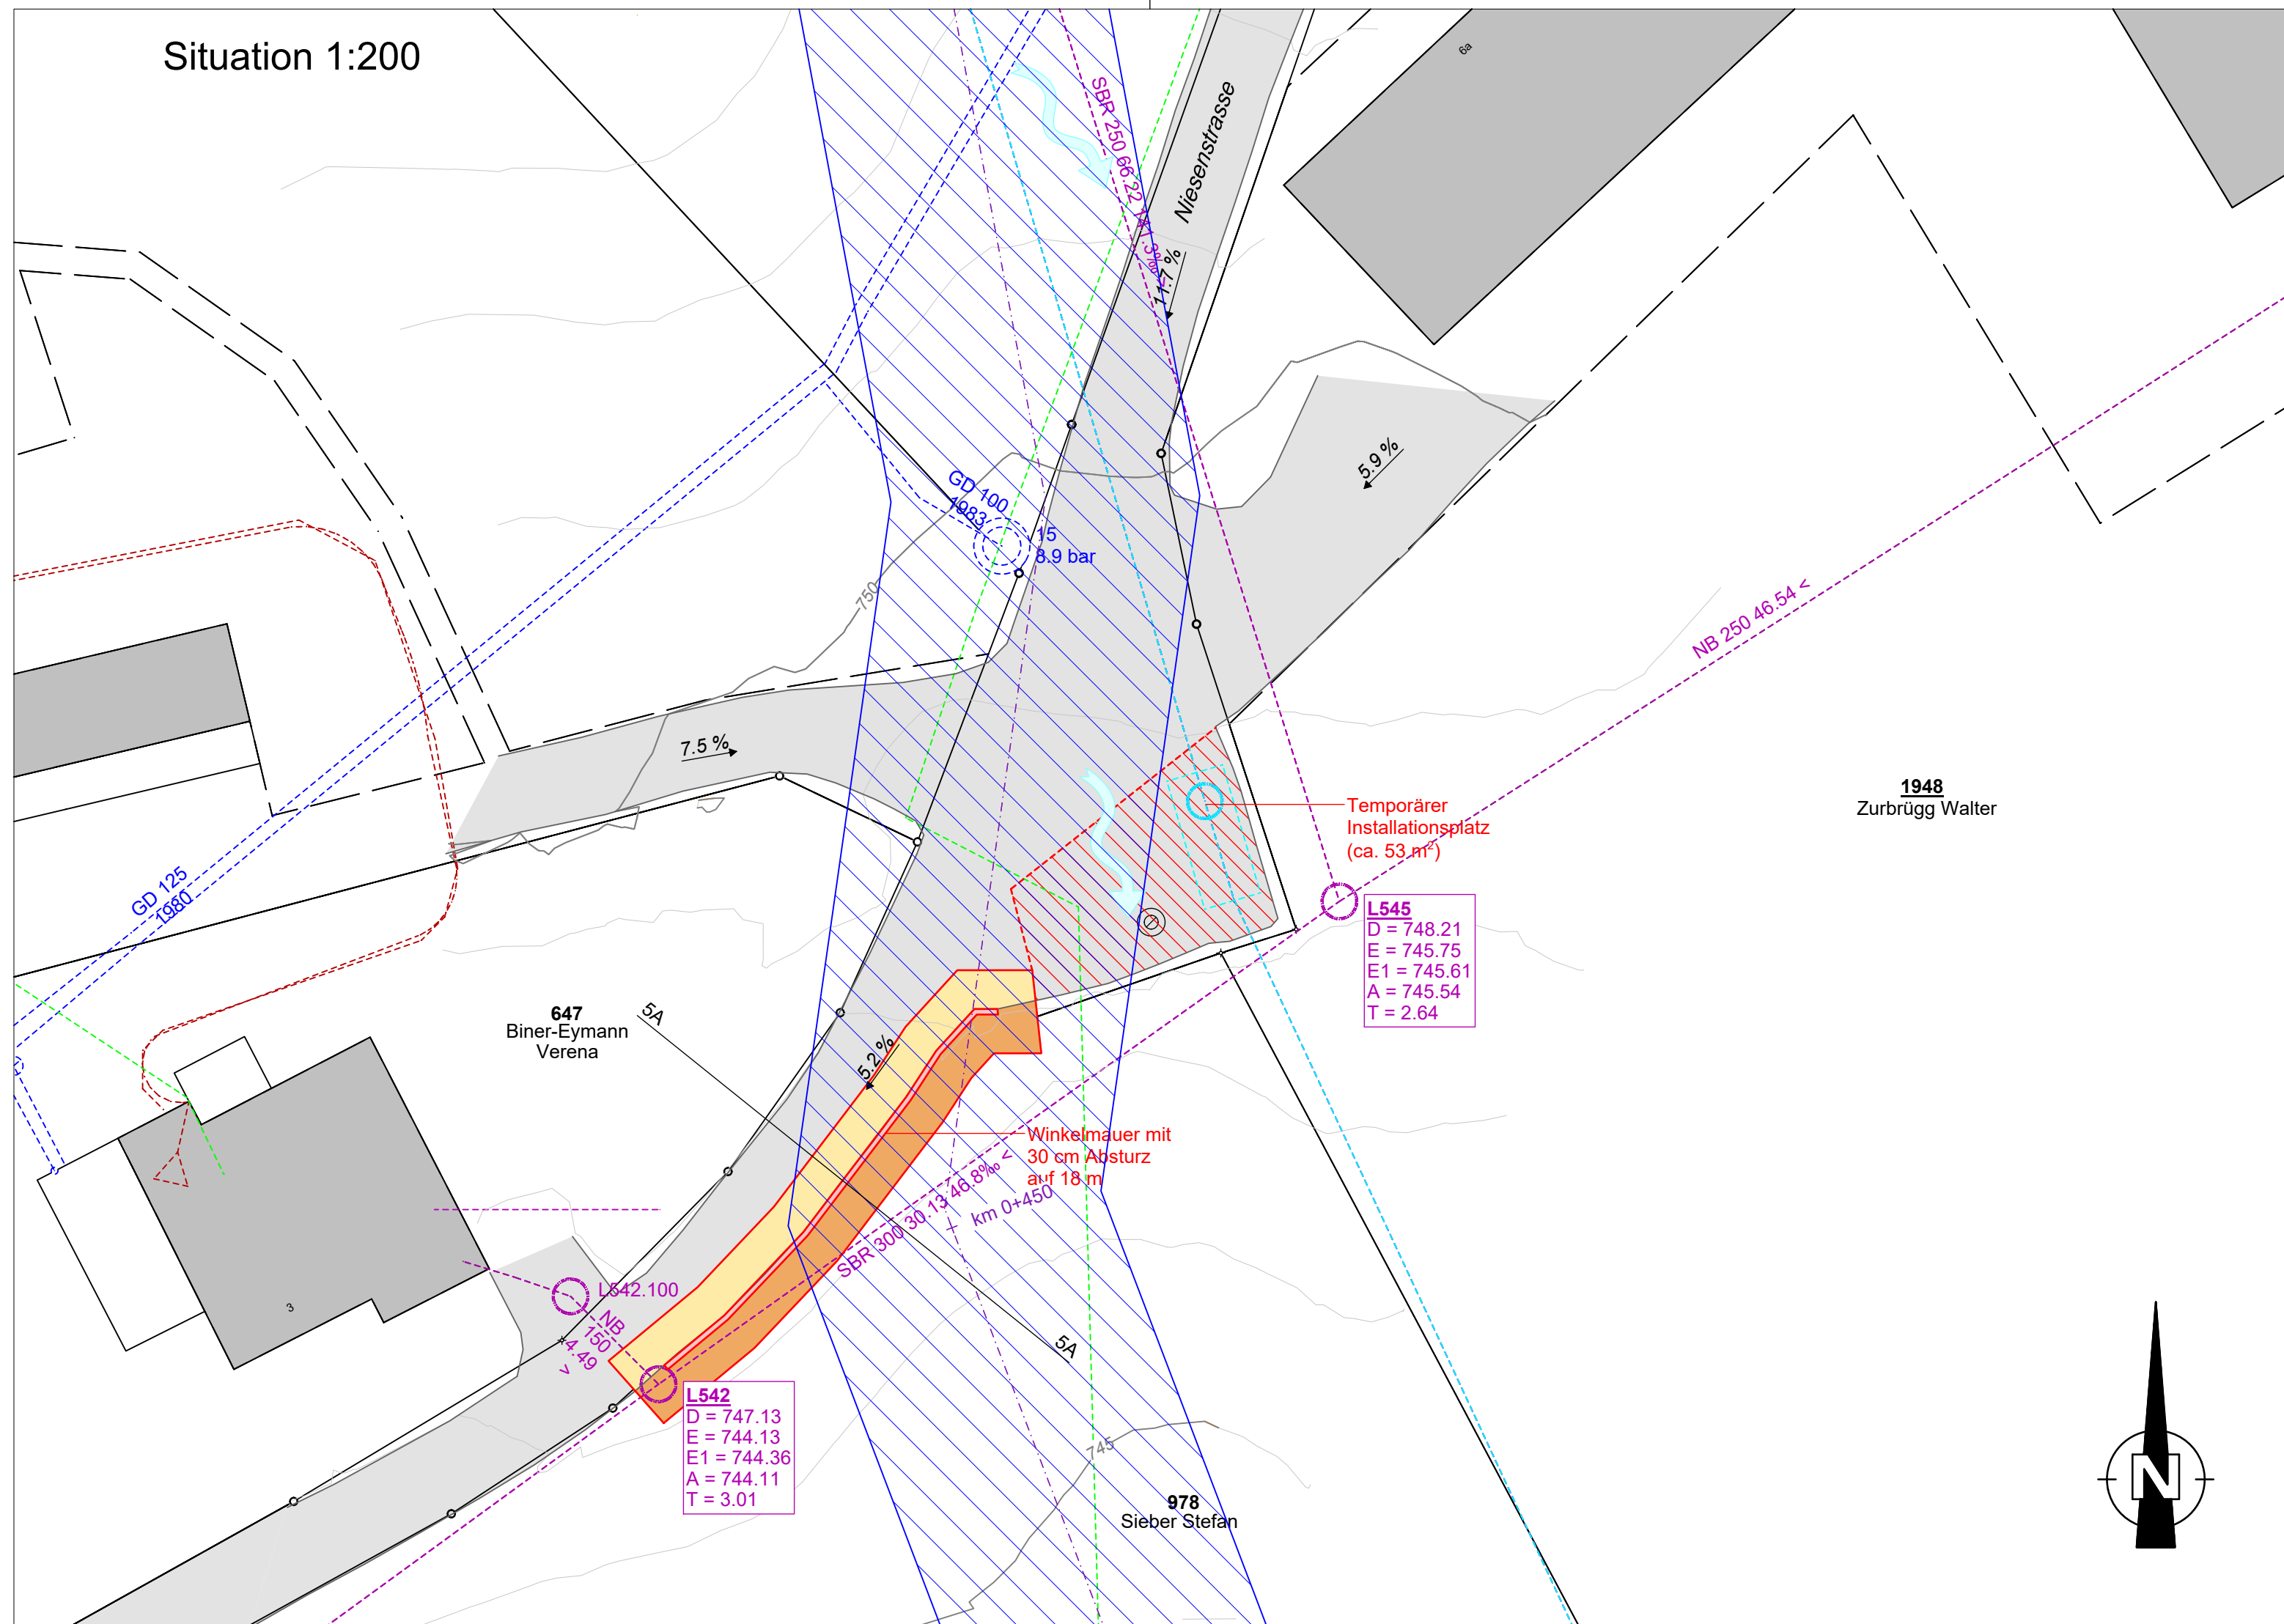 Situation 1:200
6a
Niesenstrasse
SBR 250 66.22 141.3‰ <
11.7 %
5.9 %
GD 100
1983
15
8.9 bar
750
NB 250 46.54 <
7.5 %
1948
Zurbrügg Walter
Temporärer
Installationsplatz
(ca. 53 m²)
GD 125
1980
L545
D = 748.21
E = 745.75
E1 = 745.61
A = 745.54
T = 2.64
647
Biner-Eymann
Verena
5A
5.2 %
Winkelmauer mit
30 cm Absturz
auf 18 m
SBR 300 30.13 46.8‰ <
km 0+450
L542.100
3
NB
150
4.49
<
5A
L542
D = 747.13
E = 744.13
E1 = 744.36
A = 744.11
T = 3.01
745
978
Sieber Stefan
N